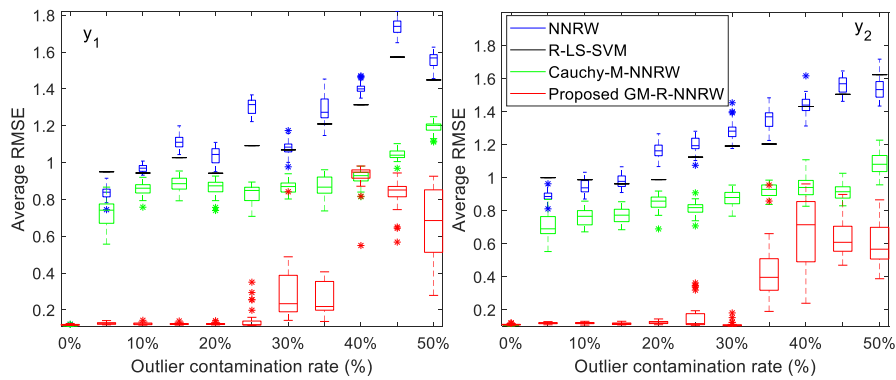 y1
Average RMSE
1.8
1.6
1.4
1.2
1
0.8
0.6
0.4
0.2
0% 10% 20% 30% 40% 50%
Outlier contamination rate (%)
y2
Average RMSE
2
1.8
1.6
1.4
1.2
1
0.8
0.6
0.4
0.2
NNRW
R-LS-SVM
Cauchy-M-NNRW
Proposed GM-R-NNRW
0% 10% 20% 30% 40% 50%
Outlier contamination rate (%)